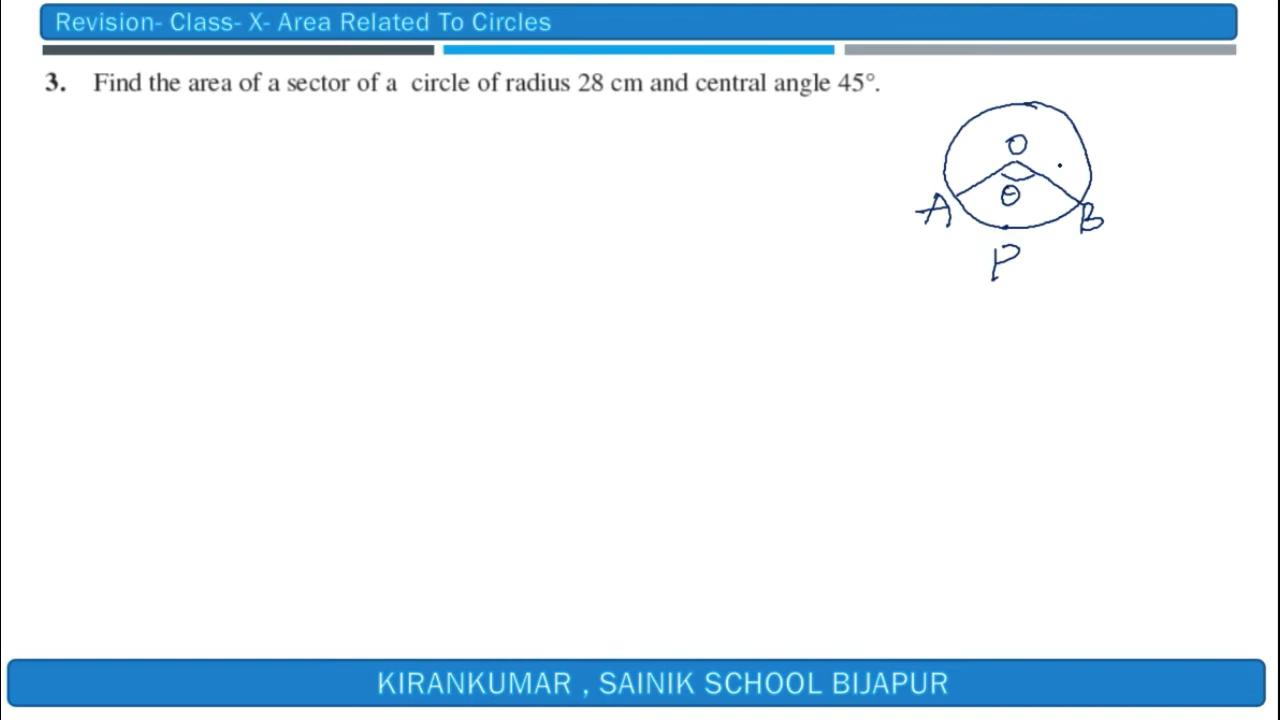 Revision- Class- X- Area Related To Circles
3. Find the area of a sector of a circle of radius 28 cm and central angle 45°.
O
θ
A
B
P
KIRANKUMAR , SAINIK SCHOOL BIJAPUR